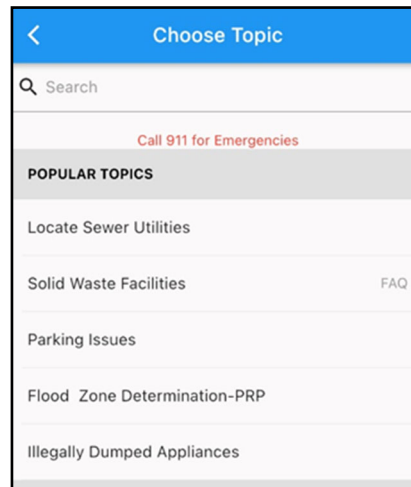 Choose Topic
Search
Call 911 for Emergencies
POPULAR TOPICS
Locate Sewer Utilities
Solid Waste Facilities FAQ
Parking Issues
Flood Zone Determination-PRP
Illegally Dumped Appliances